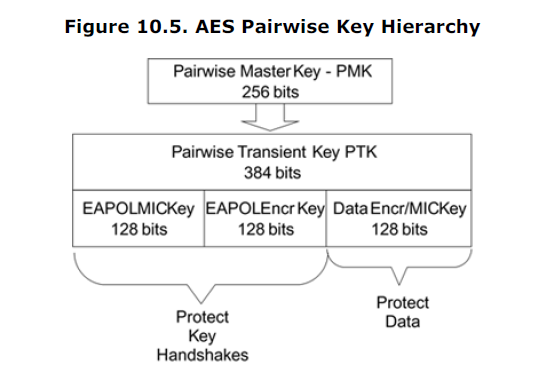 Figure 10.5. AES Pairwise Key Hierarchy
Pairwise Master Key - PMK
256 bits
Pairwise Transient Key PTK
384 bits
EAPOLMICKey
128 bits
EAPOLEncr Key
128 bits
Data Encr/MICKey
128 bits
Protect
Key
Handshakes
Protect
Data